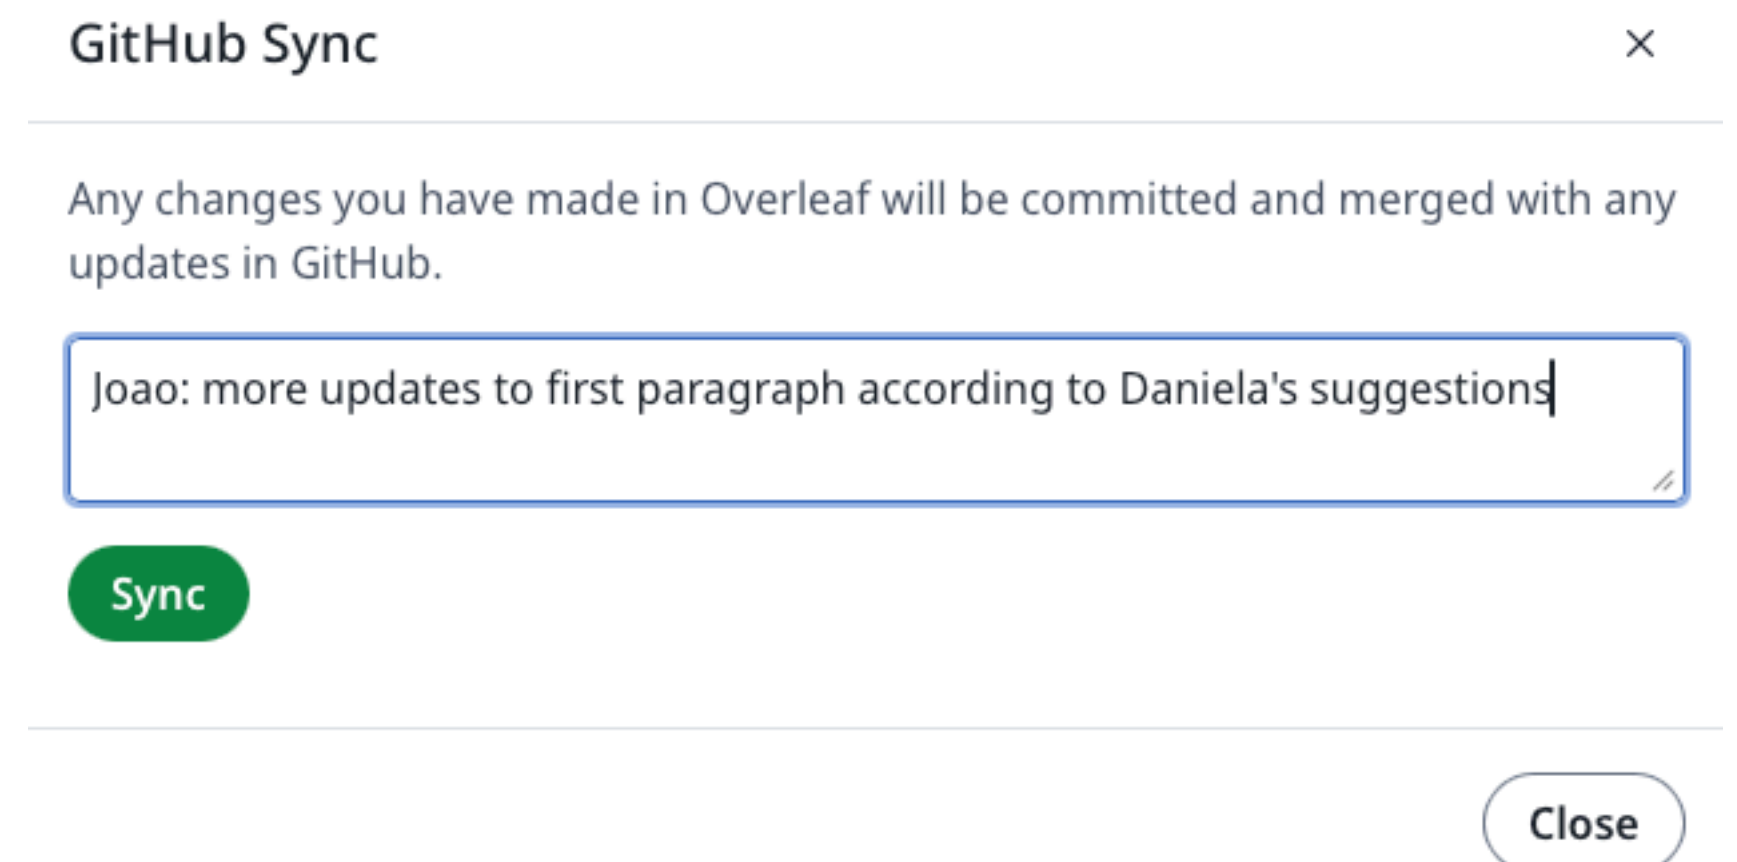 GitHub Sync
Any changes you have made in Overleaf will be committed and merged with any
updates in GitHub.
Joao: more updates to first paragraph according to Daniela's suggestions
Sync
Close